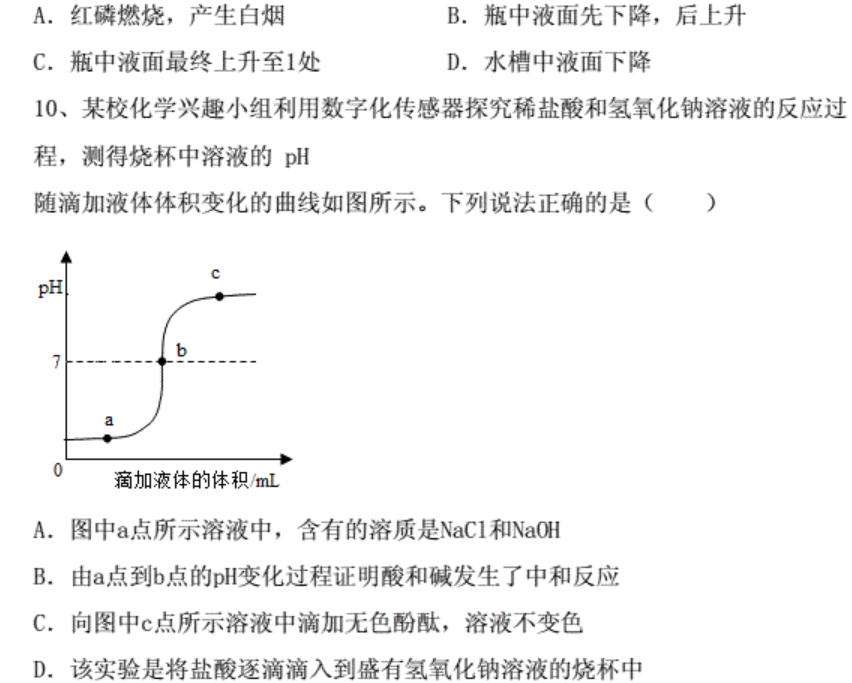 A. 红磷燃烧，产生白烟 B. 瓶中液面先下降，后上升
C. 瓶中液面最终上升至1处 D. 水槽中液面下降
10、某校化学兴趣小组利用数字化传感器探究稀盐酸和氢氧化钠溶液的反应过
程，测得烧杯中溶液的 pH
随滴加液体体积变化的曲线如图所示。下列说法正确的是（ ）
c
pH
7
b
a
0
滴加液体的体积/mL
A. 图中a点所示溶液中，含有的溶质是NaCl和NaOH
B. 由a点到b点的pH变化过程证明酸和碱发生了中和反应
C. 向图中c点所示溶液中滴加无色酚酞，溶液不变色
D. 该实验是将盐酸逐滴滴入到盛有氢氧化钠溶液的烧杯中